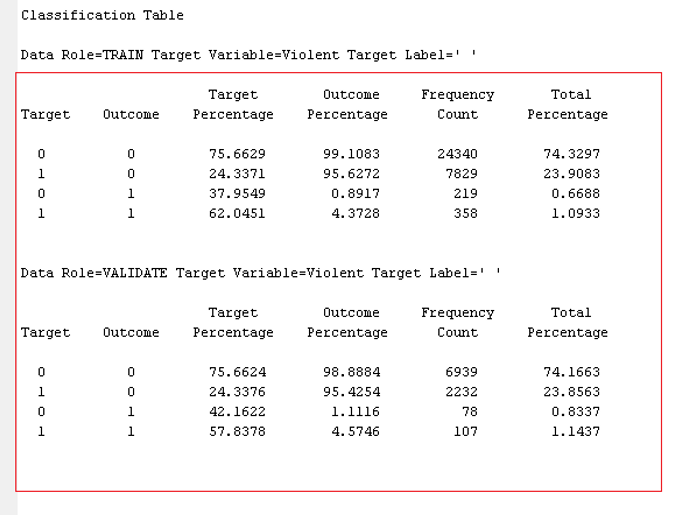 Classification Table
Data Role=TRAIN Target Variable=Violent Target Label=' '
Target Outcome Frequency Total
Target Outcome Percentage Percentage Count Percentage
0 0 75.6629 99.1083 24340 74.3297
1 0 24.3371 95.6272 7829 23.9083
0 1 37.9549 0.8917 219 0.6688
1 1 62.0451 4.3728 358 1.0933
Data Role=VALIDATE Target Variable=Violent Target Label=' '
Target Outcome Frequency Total
Target Outcome Percentage Percentage Count Percentage
0 0 75.6624 98.8884 6939 74.1663
1 0 24.3376 95.4254 2232 23.8563
0 1 42.1622 1.1116 78 0.8337
1 1 57.8378 4.5746 107 1.1437